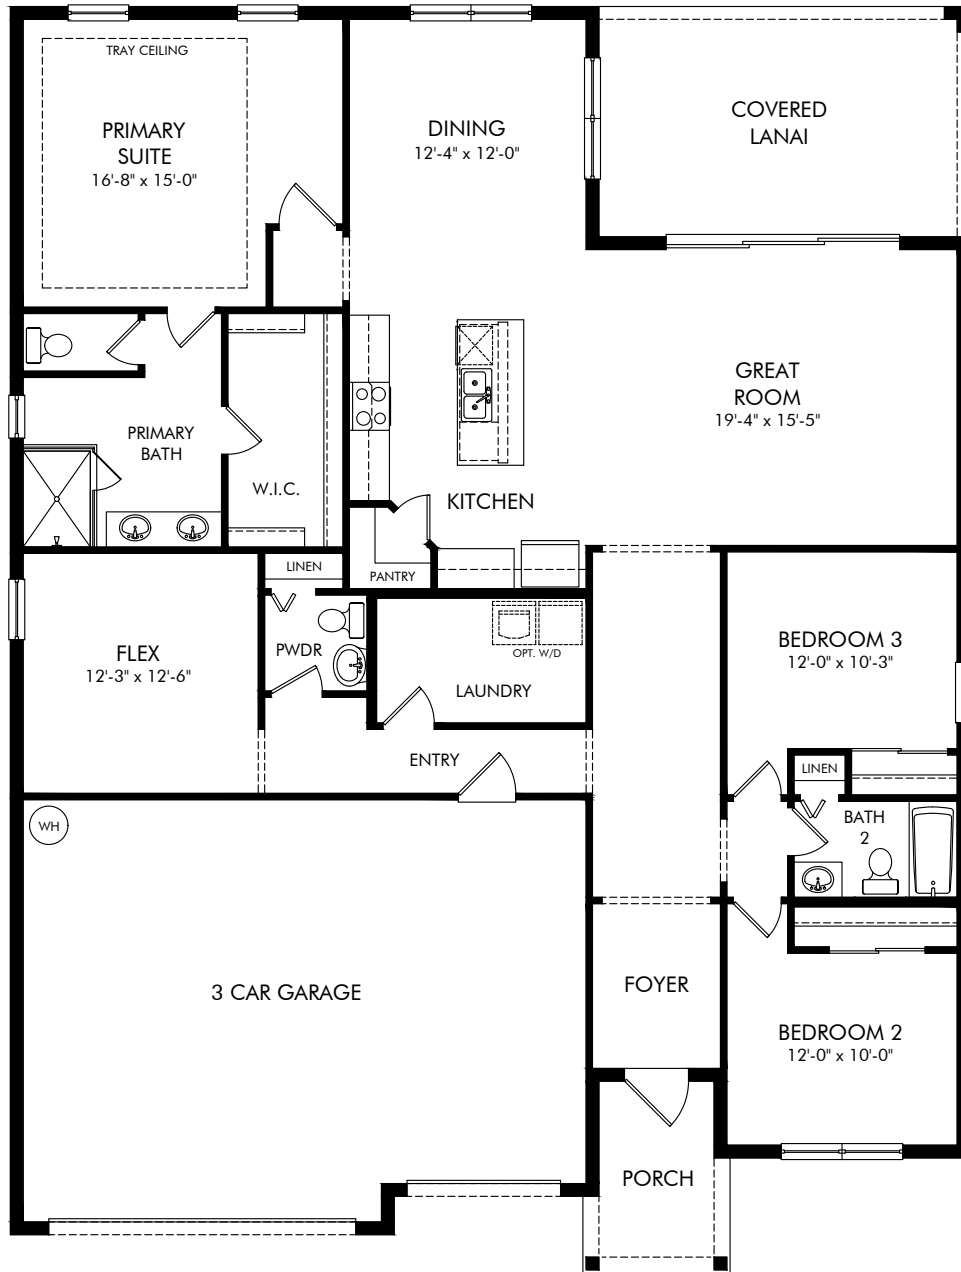 TRAY CEILING
PRIMARY
SUITE
16'-8" x 15'-0"
DINING
12'-4" x 12'-0"
COVERED
LANAI
GREAT
ROOM
19'-4" x 15'-5"
PRIMARY
BATH
W.I.C.
KITCHEN
PANTRY
LINEN
FLEX
12'-3" x 12'-6"
PWDR
OPT. W/D
LAUNDRY
BEDROOM 3
12'-0" x 10'-3"
ENTRY
LINEN
WH
BATH
2
3 CAR GARAGE
FOYER
BEDROOM 2
12'-0" x 10'-0"
PORCH